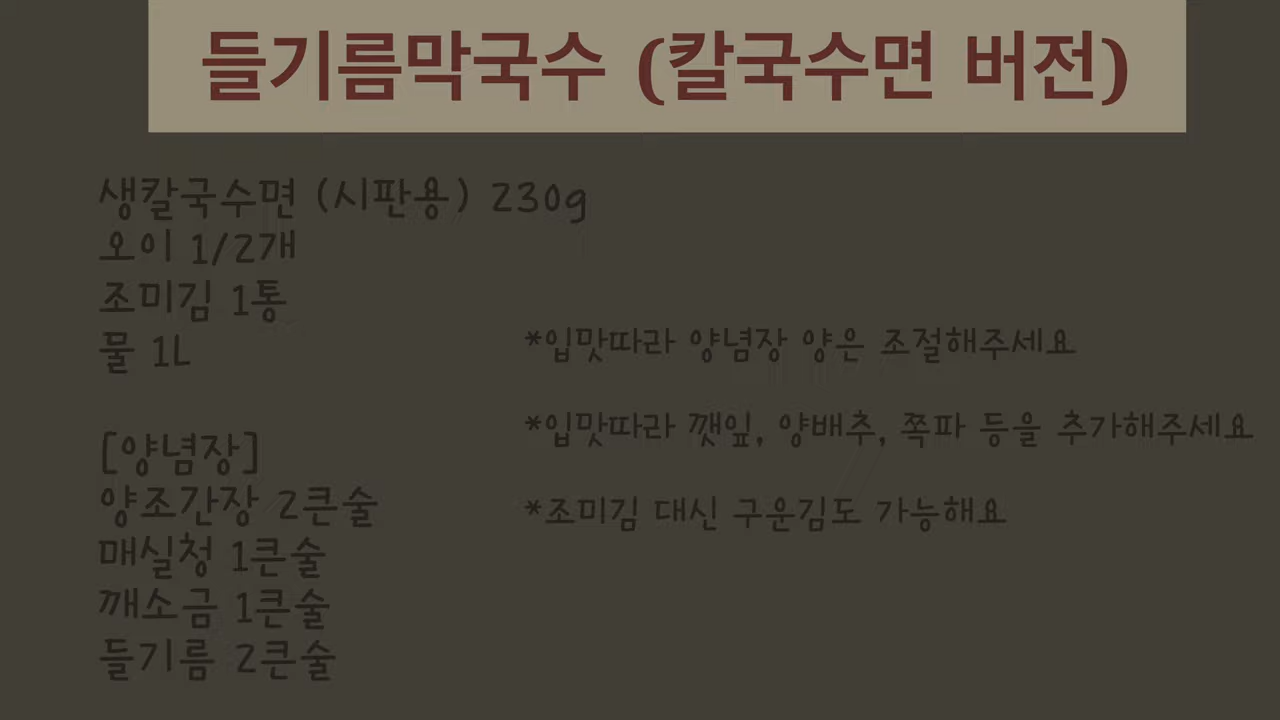 들기름막국수 (칼국수면 버전)
생칼국수면 (시판용) 230g
오이 1/2개
조미김 1통
물 1L
[양념장]
양조간장 2큰술
매실청 1큰술
깨소금 1큰술
들기름 2큰술
*입맛따라 양념장 양은 조절해주세요
*입맛따라 깻잎, 양배추, 쪽파 등을 추가해주세요
*조미김 대신 구운김도 가능해요